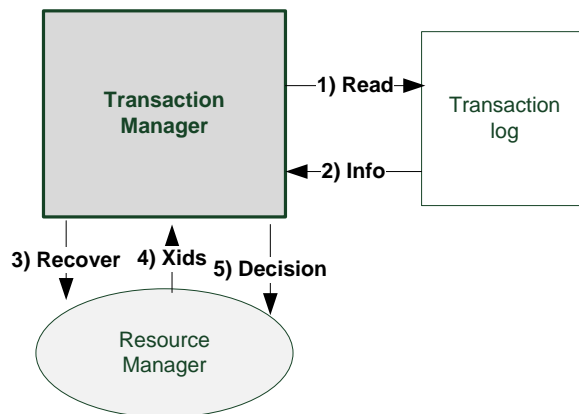 Transaction
Manager
1) Read
Transaction
log
2) Info
3) Recover
4) Xids
5) Decision
Resource
Manager